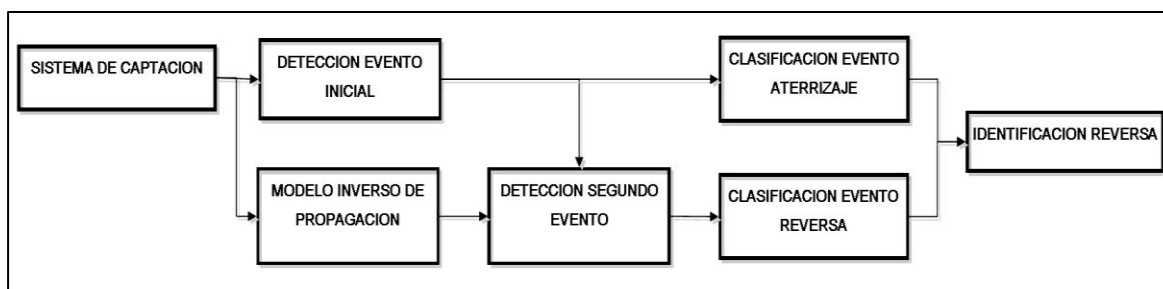 SISTEMA DE CAPTACION
DETECCION EVENTO
INICIAL
CLASIFICACION EVENTO
ATERRIZAJE
IDENTIFICACION REVERSA
MODELO INVERSO DE
PROPAGACION
DETECCION SEGUNDO
EVENTO
CLASIFICACION EVENTO
REVERSA